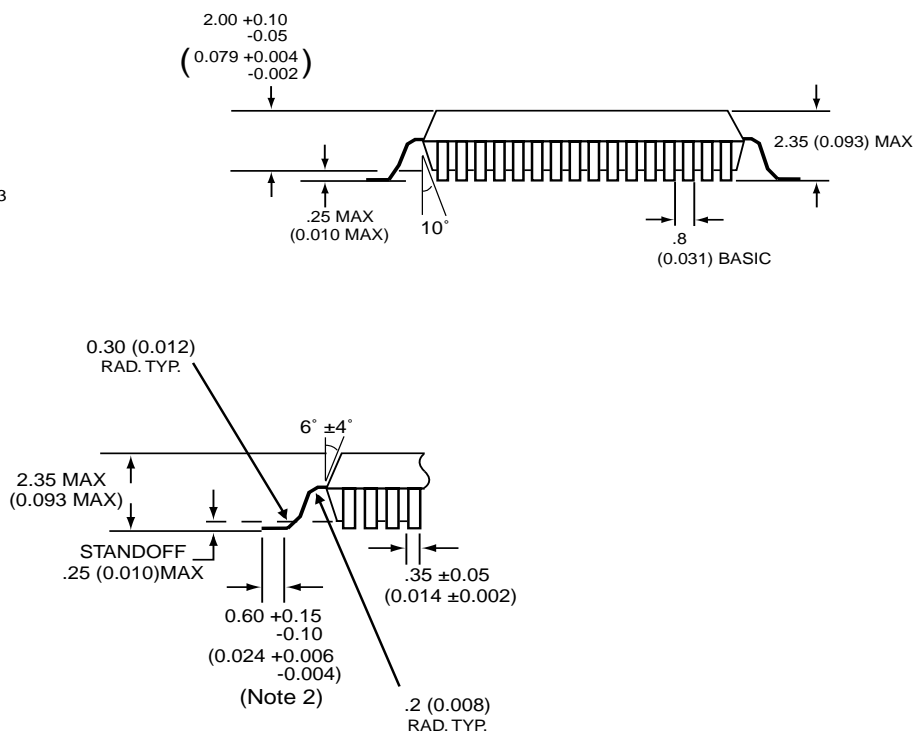 2.00 +0.10
-0.05
( 0.079 +0.004
-0.002 )
2.35 (0.093) MAX
3
.25 MAX
(0.010 MAX)
10°
.8
(0.031) BASIC
0.30 (0.012)
RAD. TYP.
6° ±4°
2.35 MAX
(0.093 MAX)
STANDOFF
.25 (0.010)MAX
.35 ±0.05
(0.014 ±0.002)
0.60 +0.15
-0.10
(0.024 +0.006
-0.004)
(Note 2)
.2 (0.008)
RAD. TYP.